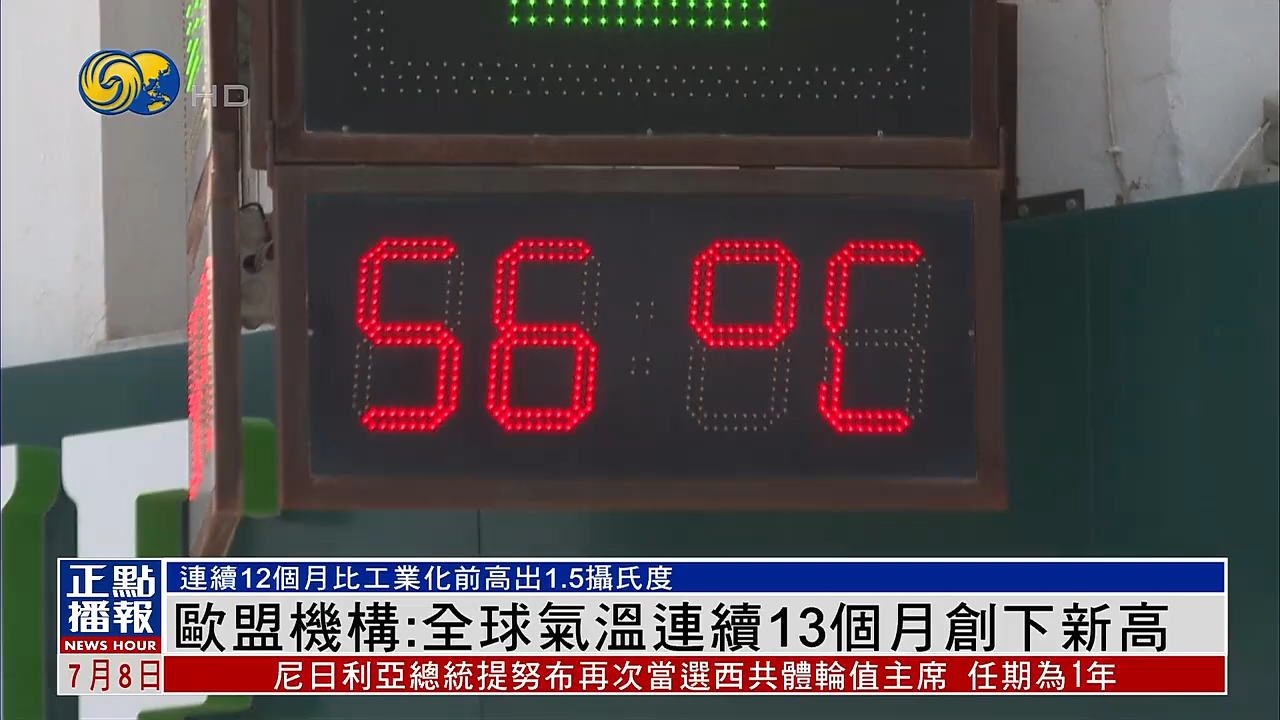 HD
56 °C
連續12個月比工業化前高出1.5攝氏度
正點
播報
NEWS HOUR
歐盟機構:全球氣溫連續13個月創下新高
7月8日
尼日利亞總統提努布再次當選西共體輪值主席 任期為1年